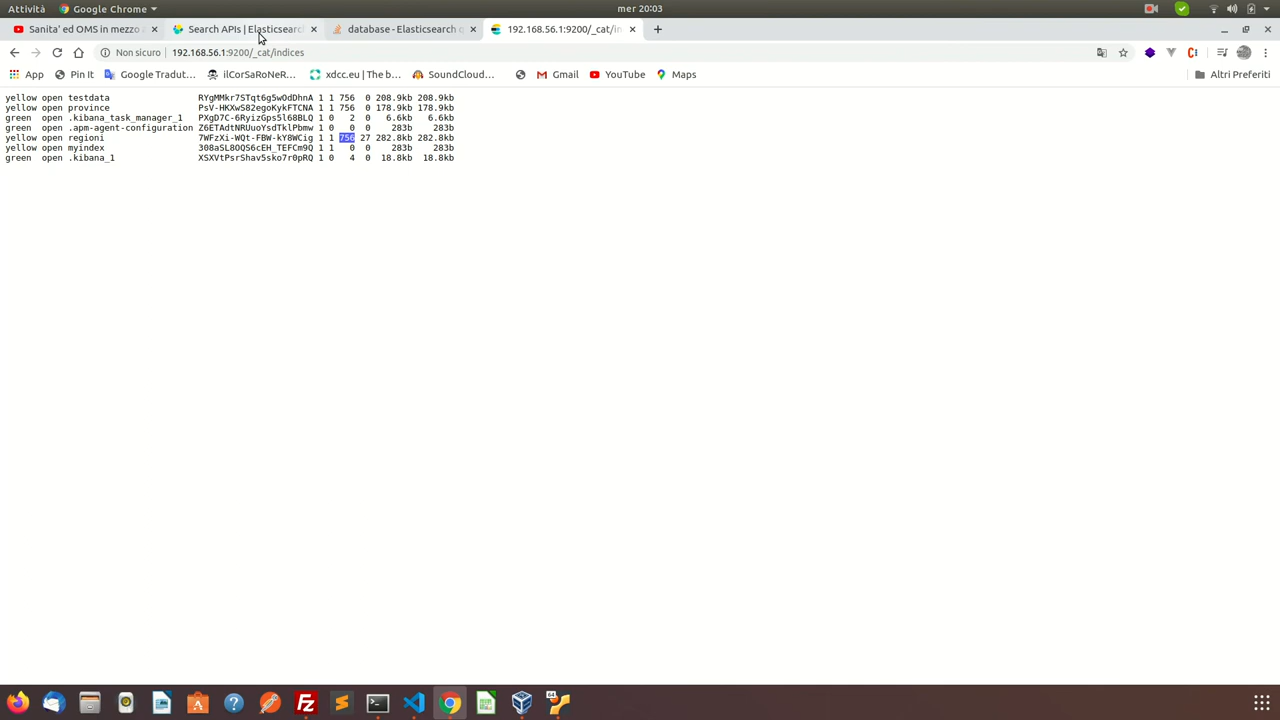 Attività Google Chrome mer 20:03
Sanita' ed OMS in mezzo Search APIs | Elasticsearc database - Elasticsearch q 192.168.56.1:9200/_cat/in
Non sicuro 192.168.56.1:9200/_cat/indices
App Pin It Google Tradut... ilCorSaRoNeR... xdcc.eu | The b... SoundCloud... Gmail YouTube Maps Altri Preferiti
yellow open testdata RYgMMkr7STqt6g5wOdDhnA 1 1 756 0 208.9kb 208.9kb
yellow open province PsV-HKXwS82egoKykFTCNA 1 1 756 0 178.9kb 178.9kb
green open .kibana_task_manager_1 PXgD7C-6RyizGps5l68BLQ 1 0 2 0 6.6kb 6.6kb
green open .apm-agent-configuration Z6ETAdtNRUuoYsdTklPbmw 1 0 0 0 283b 283b
yellow open regioni 7WFzXi-WQt-FBW-kY8WCig 1 1 756 27 282.8kb 282.8kb
yellow open myindex 308aSL8OQS6cEH_TEFCm9Q 1 1 0 0 283b 283b
green open .kibana_1 XSXVtPsrShav5sko7r0pRQ 1 0 4 0 18.8kb 18.8kb